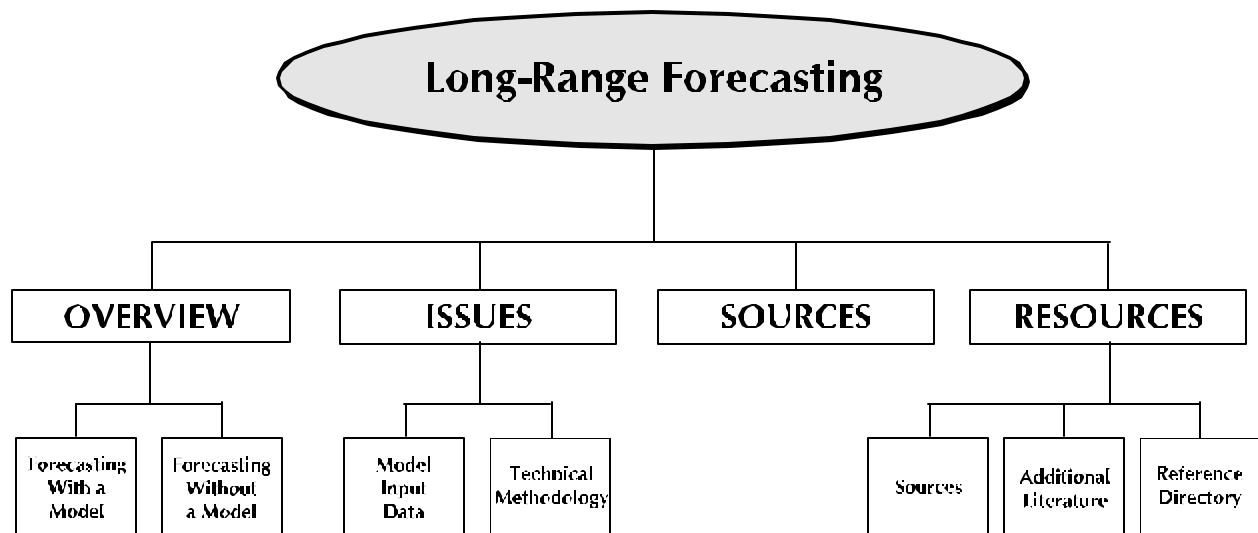 Long-Range Forecasting
OVERVIEW
ISSUES
SOURCES
RESOURCES
Forecasting
With a
Model
Forecasting
Without
a Model
Model
Input
Data
Technical
Methodology
Sources
Additional
Literature
Reference
Directory